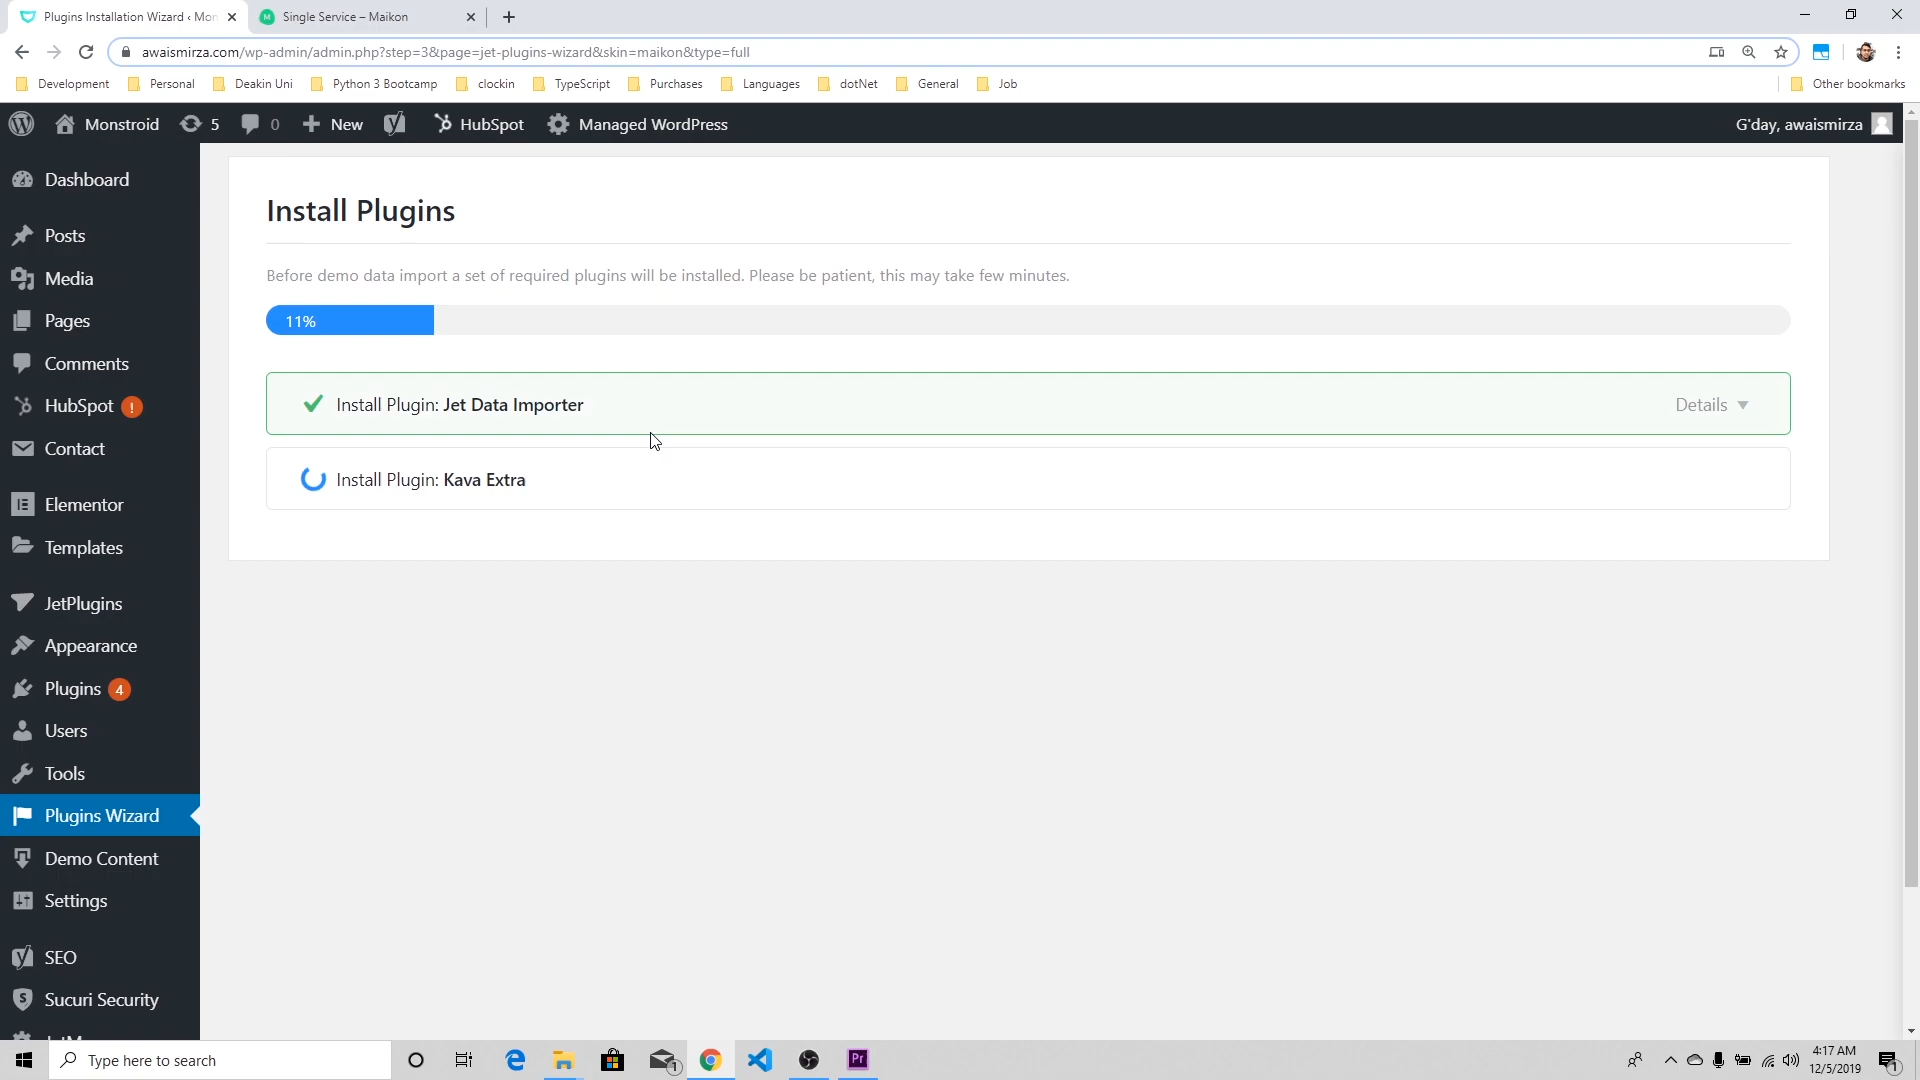 Plugins Installation Wizard ‹ Mon
Single Service – Maikon
awaismirza.com/wp-admin/admin.php?step=3&page=jet-plugins-wizard&skin=maikon&type=full
Development
Personal
Deakin Uni
Python 3 Bootcamp
clockin
TypeScript
Purchases
Languages
dotNet
General
Job
Other bookmarks
Monstroid
5
0
New
HubSpot
Managed WordPress
G'day, awaismirza
Dashboard
Posts
Media
Pages
Comments
HubSpot !
Contact
Elementor
Templates
JetPlugins
Appearance
Plugins 4
Users
Tools
Plugins Wizard
Demo Content
Settings
SEO
Sucuri Security
Install Plugins
Before demo data import a set of required plugins will be installed. Please be patient, this may take few minutes.
11%
Install Plugin: Jet Data Importer
Details
Install Plugin: Kava Extra
Type here to search
1
Pr
4:17 AM
12/5/2019
1